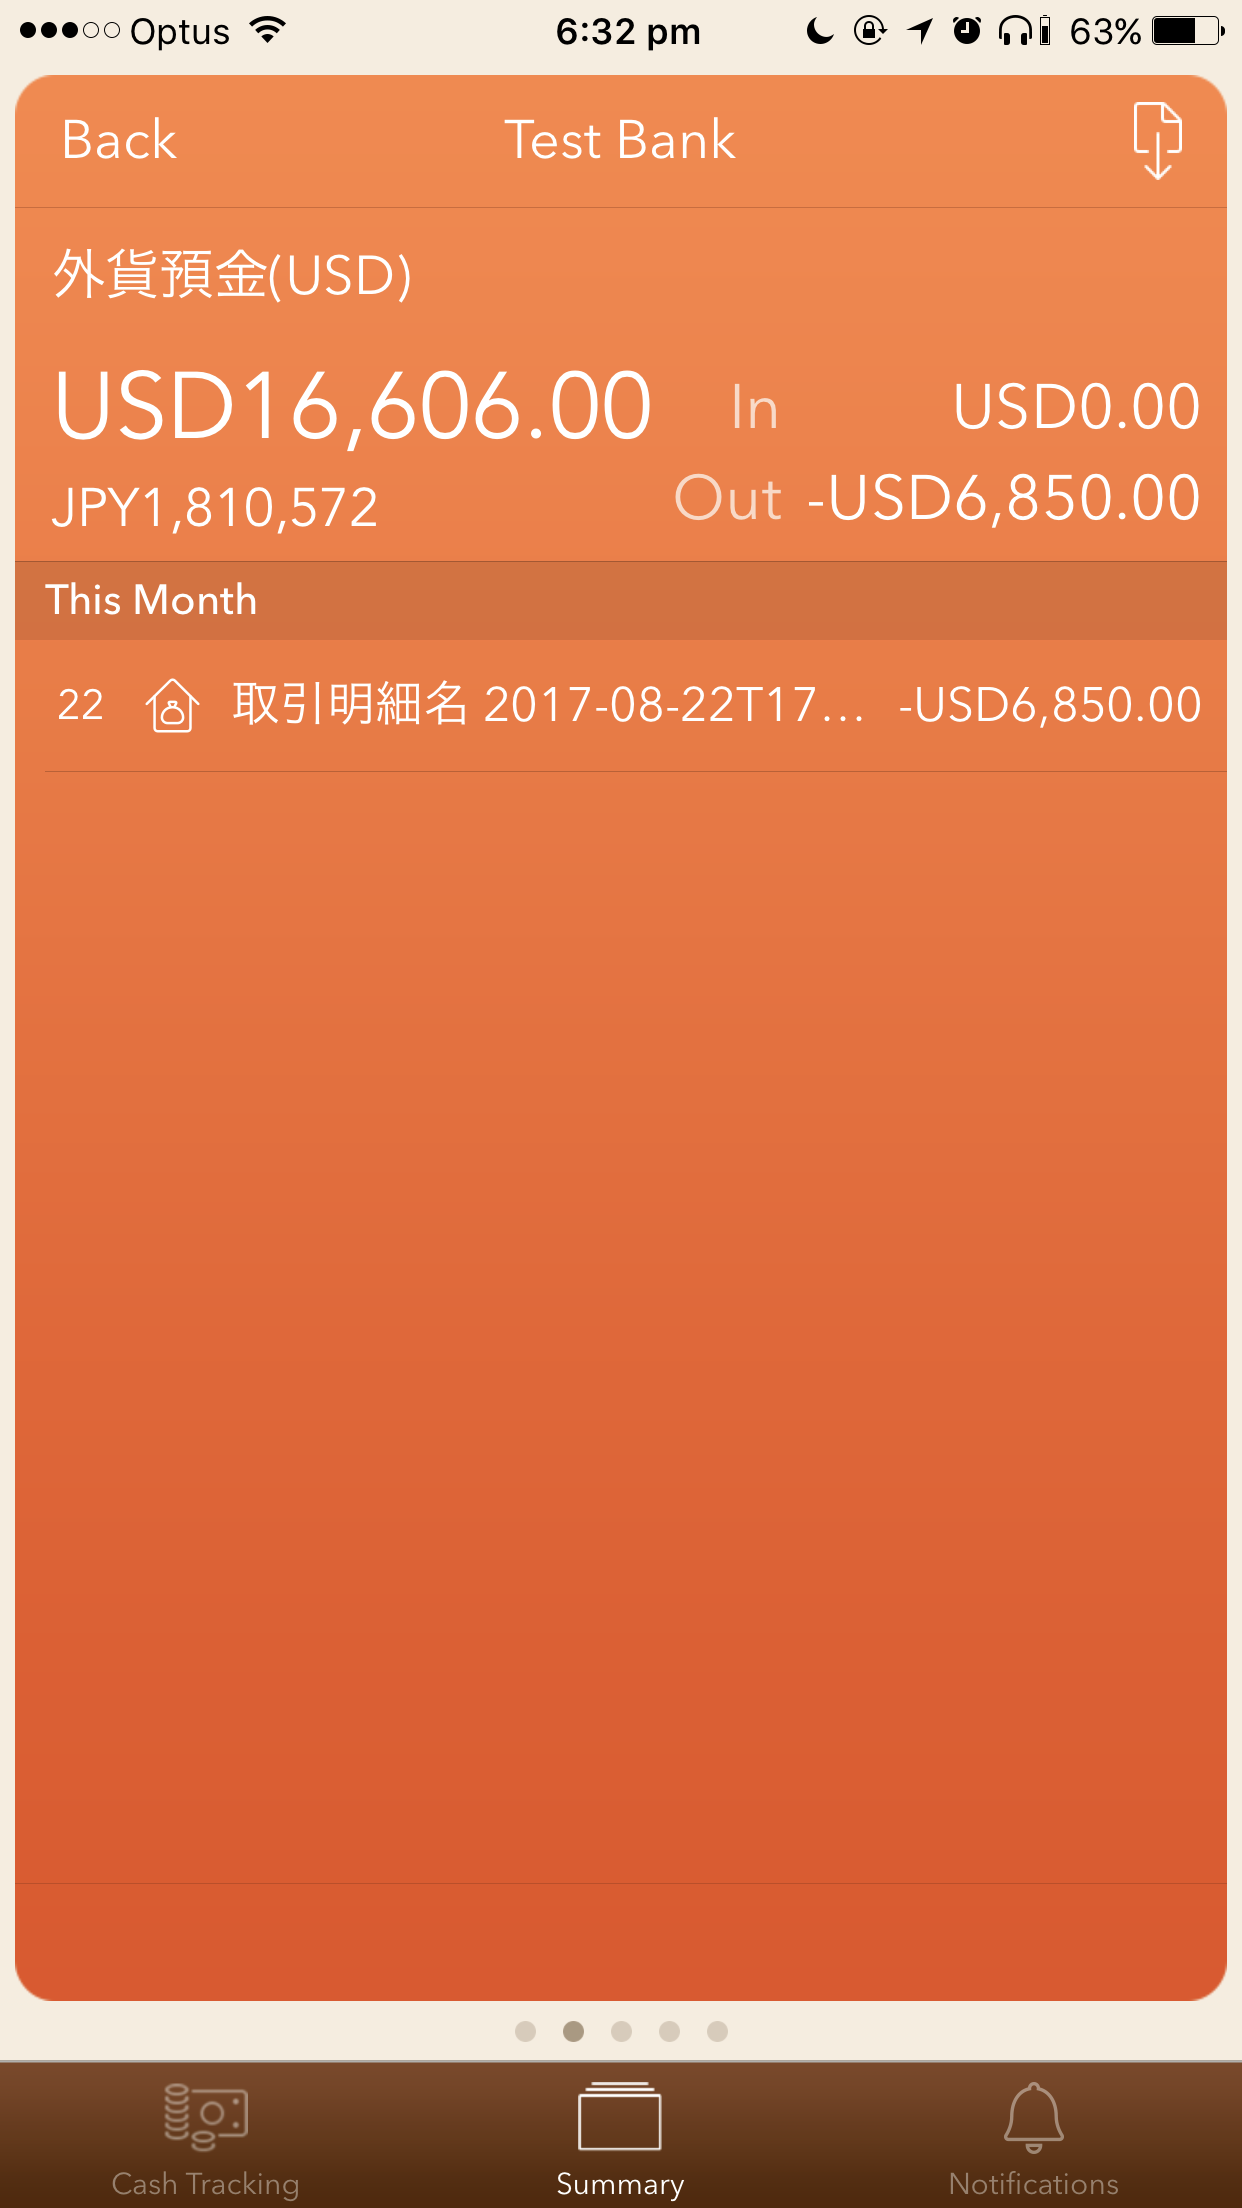 Optus 6:32 pm 63%
Back Test Bank
外貨預金(USD)
USD16,606.00 In USD0.00
JPY1,810,572 Out -USD6,850.00
This Month
22 取引明細名 2017-08-22T17... -USD6,850.00
Cash Tracking Summary Notifications